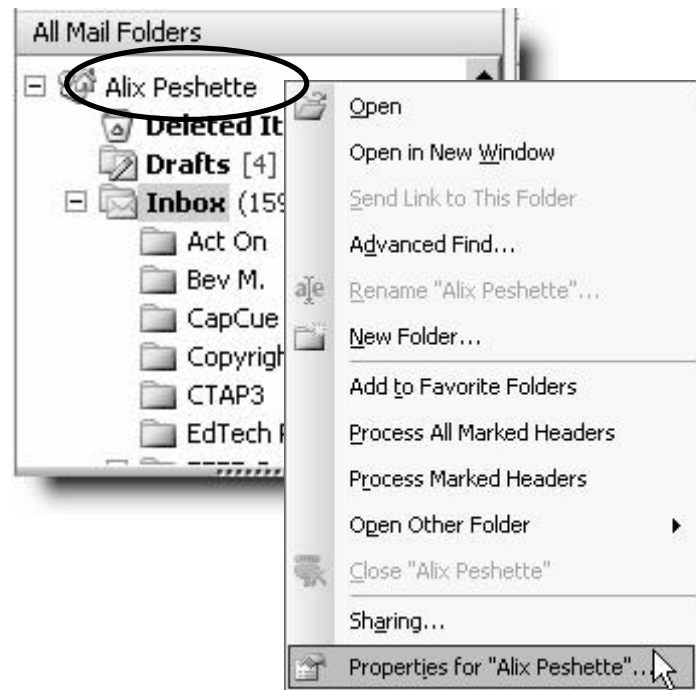 All Mail Folders
Alix Peshette
Deleted It
Drafts [4]
Inbox (159
Act On
Bev M.
CapCue
Copyrigh
CTAP3
EdTech
Open
Open in New Window
Send Link to This Folder
Advanced Find...
Rename "Alix Peshette"...
New Folder...
Add to Favorite Folders
Process All Marked Headers
Process Marked Headers
Open Other Folder
Close "Alix Peshette"
Sharing...
Properties for "Alix Peshette"...